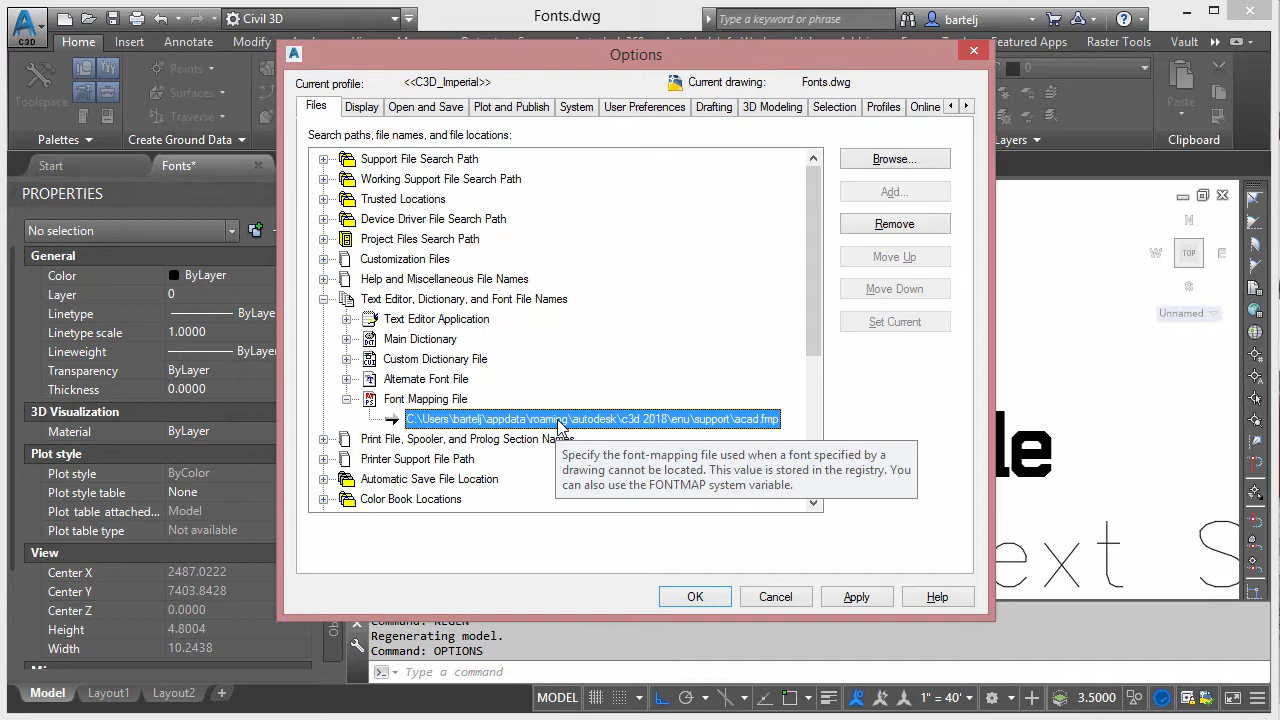 C3D
Civil 3D
Fonts.dwg
Type a keyword or phrase
bartelj
Home
Insert
Annotate
Modify
Featured Apps
Raster Tools
Vault
Toolspace
Points
Surfaces
Traverse
Palettes
Create Ground Data
0
Paste
Layers
Clipboard
Start
Fonts*
PROPERTIES
No selection
General
Color ByLayer
Layer 0
Linetype ByLayer
Linetype scale 1.0000
Lineweight ByLayer
Transparency ByLayer
Thickness 0.0000
3D Visualization
Material ByLayer
Plot style
Plot style ByColor
Plot style table None
Plot table attached... Model
Plot table type Not available
View
Center X 2487.0222
Center Y 7403.8428
Center Z 0.0000
Height 4.8004
Width 10.2438
Options
Current profile: <<C3D_Imperial>> Current drawing: Fonts.dwg
Files Display Open and Save Plot and Publish System User Preferences Drafting 3D Modeling Selection Profiles Online
Search paths, file names, and file locations:
Support File Search Path
Working Support File Search Path
Trusted Locations
Device Driver File Search Path
Project Files Search Path
Customization Files
Help and Miscellaneous File Names
Text Editor, Dictionary, and Font File Names
Text Editor Application
Main Dictionary
Custom Dictionary File
Alternate Font File
Font Mapping File
C:\Users\bartelj\appdata\roaming\autodesk\c3d 2018\enu\support\acad.fmp
Print File, Spooler, and Prolog Section Names
Printer Support File Path
Automatic Save File Location
Color Book Locations
Specify the font-mapping file used when a font specified by a
drawing cannot be located. This value is stored in the registry. You
can also use the FONTMAP system variable.
Browse...
Add...
Remove
Move Up
Move Down
Set Current
OK
Cancel
Apply
Help
N
W TOP E
S
Unnamed
le
ext S
Command: REGEN
Regenerating model.
Command: OPTIONS
Type a command
Model Layout1 Layout2 +
MODEL 1" = 40' 3.5000